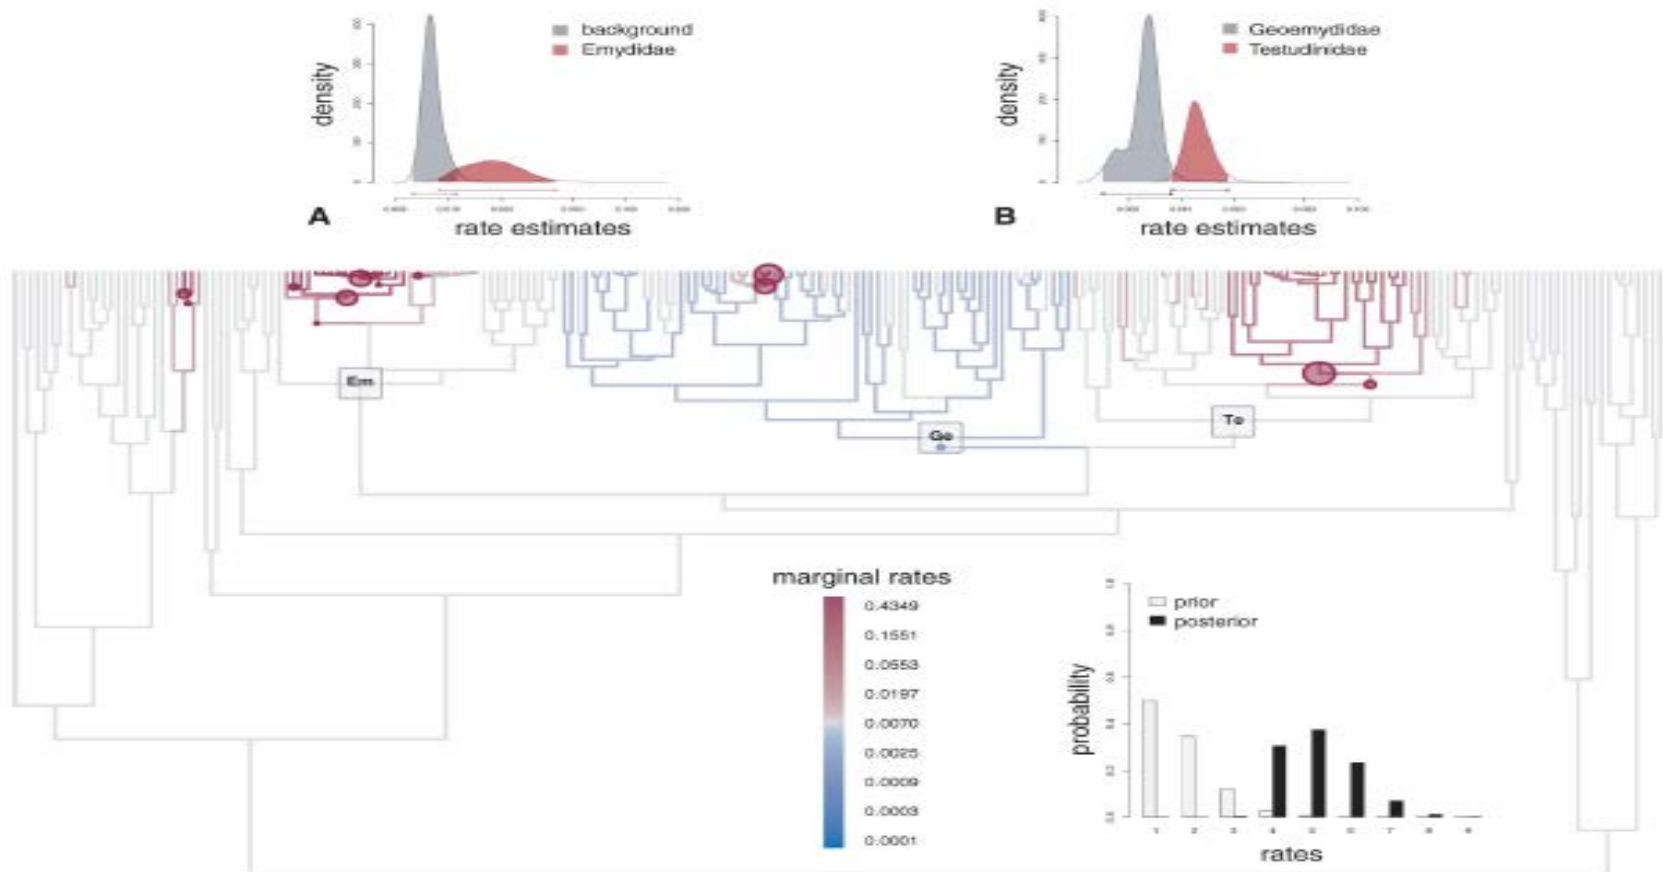 background
Emydidae
density
A
rate estimates
Geoemydidae
Testudinidae
density
B
rate estimates
Em
Ge
Te
marginal rates
0.4349
0.1551
0.0553
0.0197
0.0070
0.0025
0.0009
0.0003
0.0001
prior
posterior
probability
1 2 3 4 5 6 7 8 9
rates